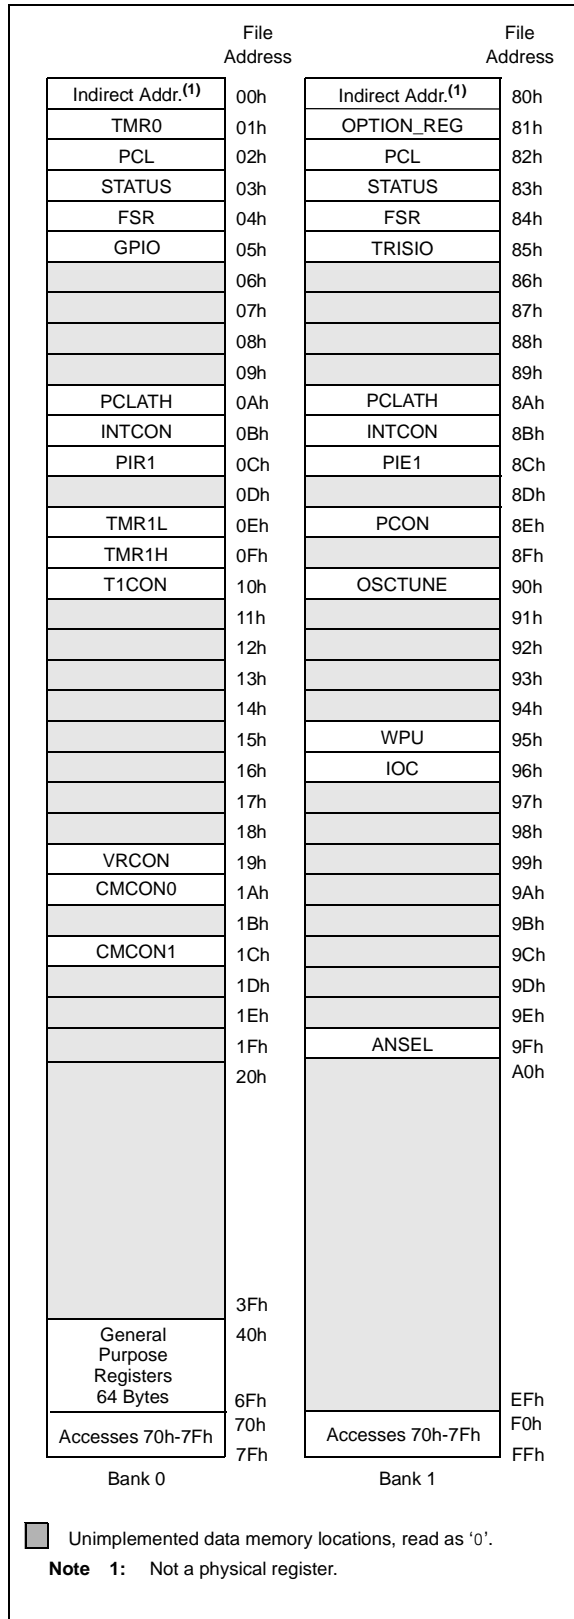 File Address File Address
Indirect Addr.(1) 00h Indirect Addr.(1) 80h
TMR0 01h OPTION_REG 81h
PCL 02h PCL 82h
STATUS 03h STATUS 83h
FSR 04h FSR 84h
GPIO 05h TRISIO 85h
06h 86h
07h 87h
08h 88h
09h 89h
PCLATH 0Ah PCLATH 8Ah
INTCON 0Bh INTCON 8Bh
PIR1 0Ch PIE1 8Ch
0Dh 8Dh
TMR1L 0Eh PCON 8Eh
TMR1H 0Fh 8Fh
T1CON 10h OSCTUNE 90h
11h 91h
12h 92h
13h 93h
14h 94h
15h WPU 95h
16h IOC 96h
17h 97h
18h 98h
VRCON 19h 99h
CMCON0 1Ah 9Ah
1Bh 9Bh
CMCON1 1Ch 9Ch
1Dh 9Dh
1Eh 9Eh
1Fh ANSEL 9Fh
20h A0h
3Fh
General 40h
Purpose
Registers
64 Bytes 6Fh EFh
Accesses 70h-7Fh 70h Accesses 70h-7Fh F0h
7Fh FFh
Bank 0 Bank 1
Unimplemented data memory locations, read as ‘0’.
Note 1: Not a physical register.